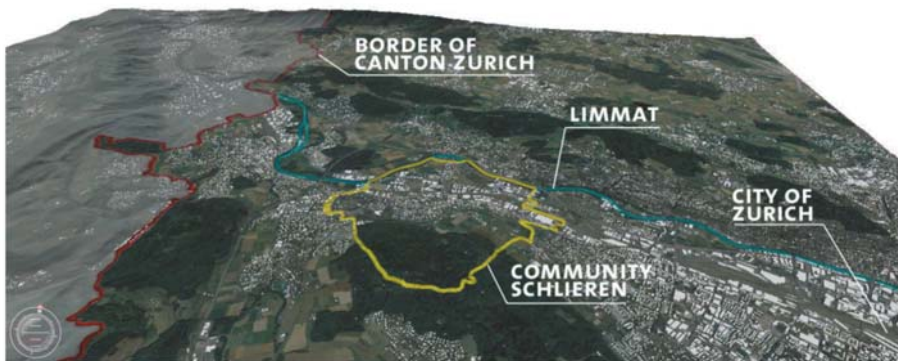 BORDER OF
CANTON ZURICH
LIMMAT
CITY OF
ZURICH
COMMUNITY
SCHLIEREN